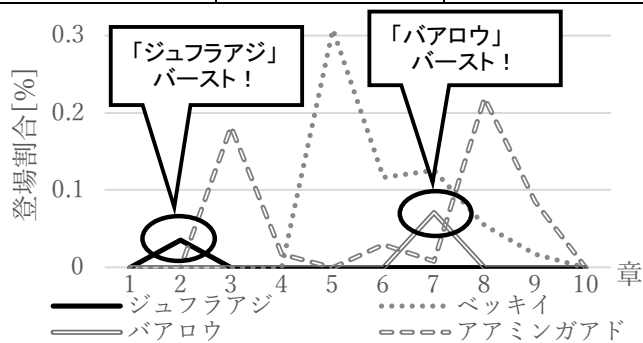 0.3
0.2
0.1
0
登場割合[%]
「ジュフラアジ」
バースト！
「バアロウ」
バースト！
1 2 3 4 5 6 7 8 9 10 章
ジュフラアジ ベッキイ
バアロウ アアミンガアド